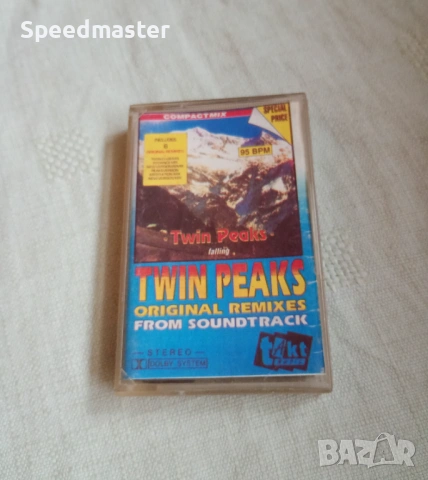 Speedmaster
COMPACTMIX
SPECIAL
PRICE
95 BPM
Twin Peaks
falling
TWIN PEAKS
ORIGINAL REMIXES
FROM SOUNDTRACK
takt
— STEREO —
DOLBY SYSTEM
BAZAR